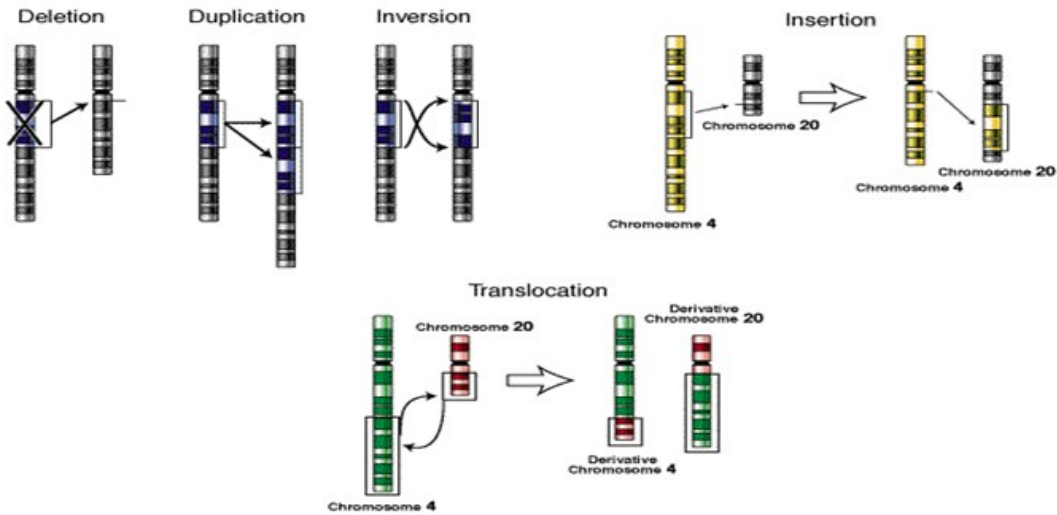 Deletion
Duplication
Inversion
Insertion
Chromosome 20
Chromosome 4
Chromosome 20
Chromosome 4
Translocation
Chromosome 20
Derivative
Chromosome 20
Derivative
Chromosome 4
Chromosome 4